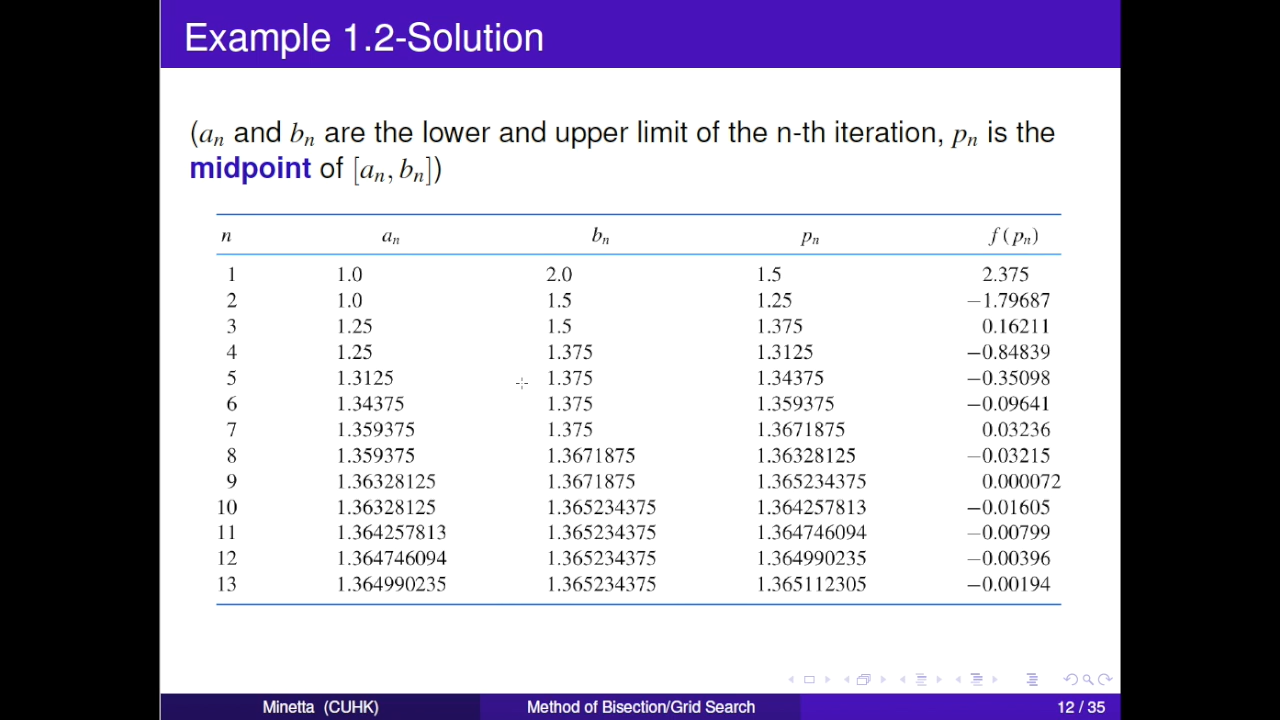 Example 1.2-Solution
(aₙ and bₙ are the lower and upper limit of the n-th iteration, pₙ is the
midpoint of [aₙ, bₙ])
n aₙ bₙ pₙ f(pₙ)
1 1.0 2.0 1.5 2.375
2 1.0 1.5 1.25 −1.79687
3 1.25 1.5 1.375 0.16211
4 1.25 1.375 1.3125 −0.84839
5 1.3125 1.375 1.34375 −0.35098
6 1.34375 1.375 1.359375 −0.09641
7 1.359375 1.375 1.3671875 0.03236
8 1.359375 1.3671875 1.36328125 −0.03215
9 1.36328125 1.3671875 1.365234375 0.000072
10 1.36328125 1.365234375 1.364257813 −0.01605
11 1.364257813 1.365234375 1.364746094 −0.00799
12 1.364746094 1.365234375 1.364990235 −0.00396
13 1.364990235 1.365234375 1.365112305 −0.00194
Minetta (CUHK) Method of Bisection/Grid Search 12 / 35